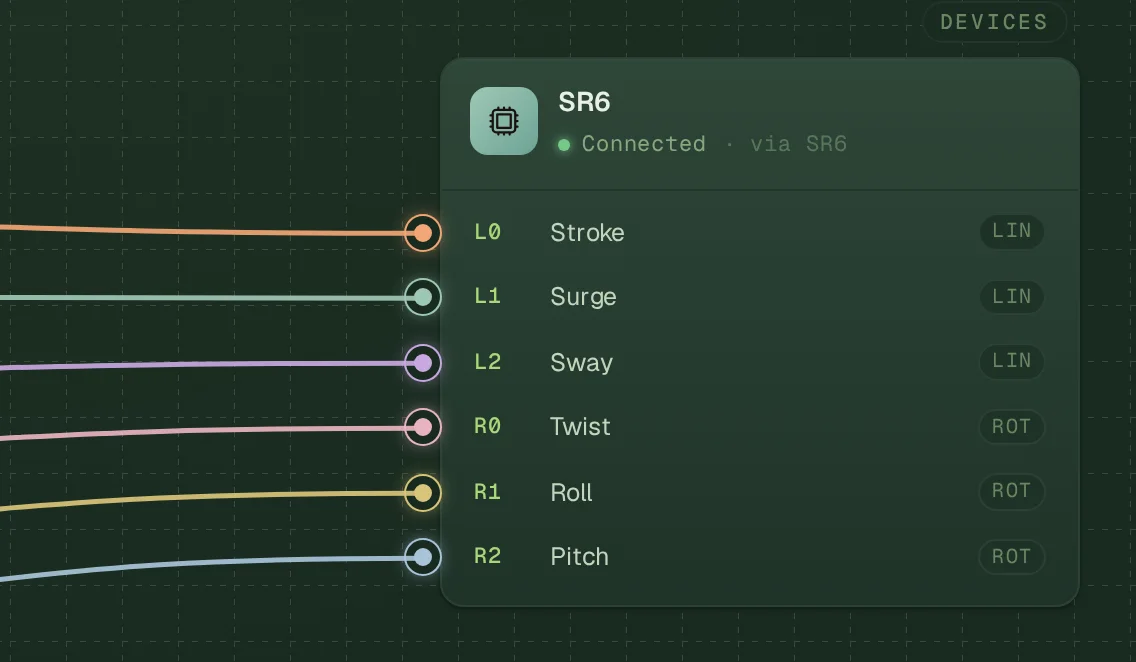 DEVICES
SR6
Connected · via SR6
L0 Stroke LIN
L1 Surge LIN
L2 Sway LIN
R0 Twist ROT
R1 Roll ROT
R2 Pitch ROT